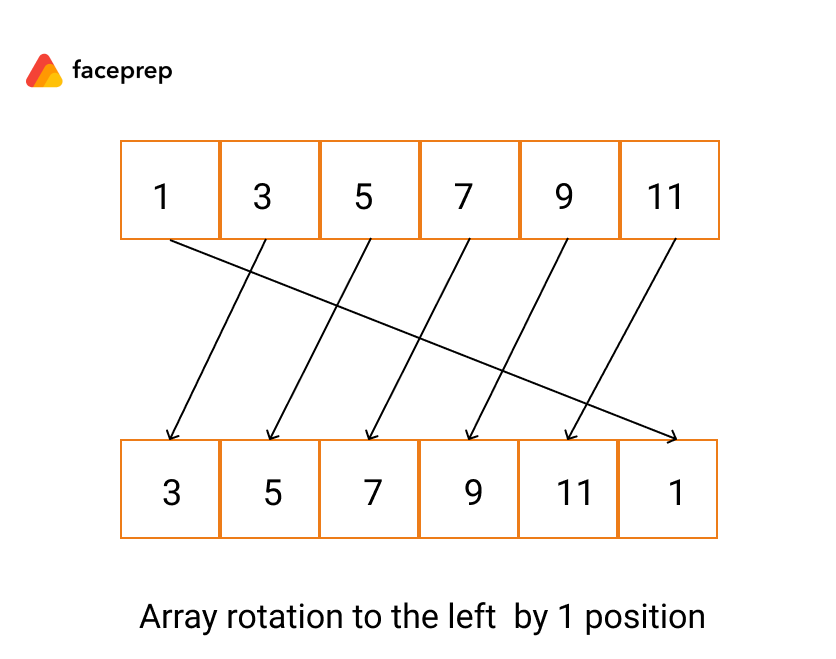 faceprep
1 3 5 7 9 11
3 5 7 9 11 1
Array rotation to the left by 1 position